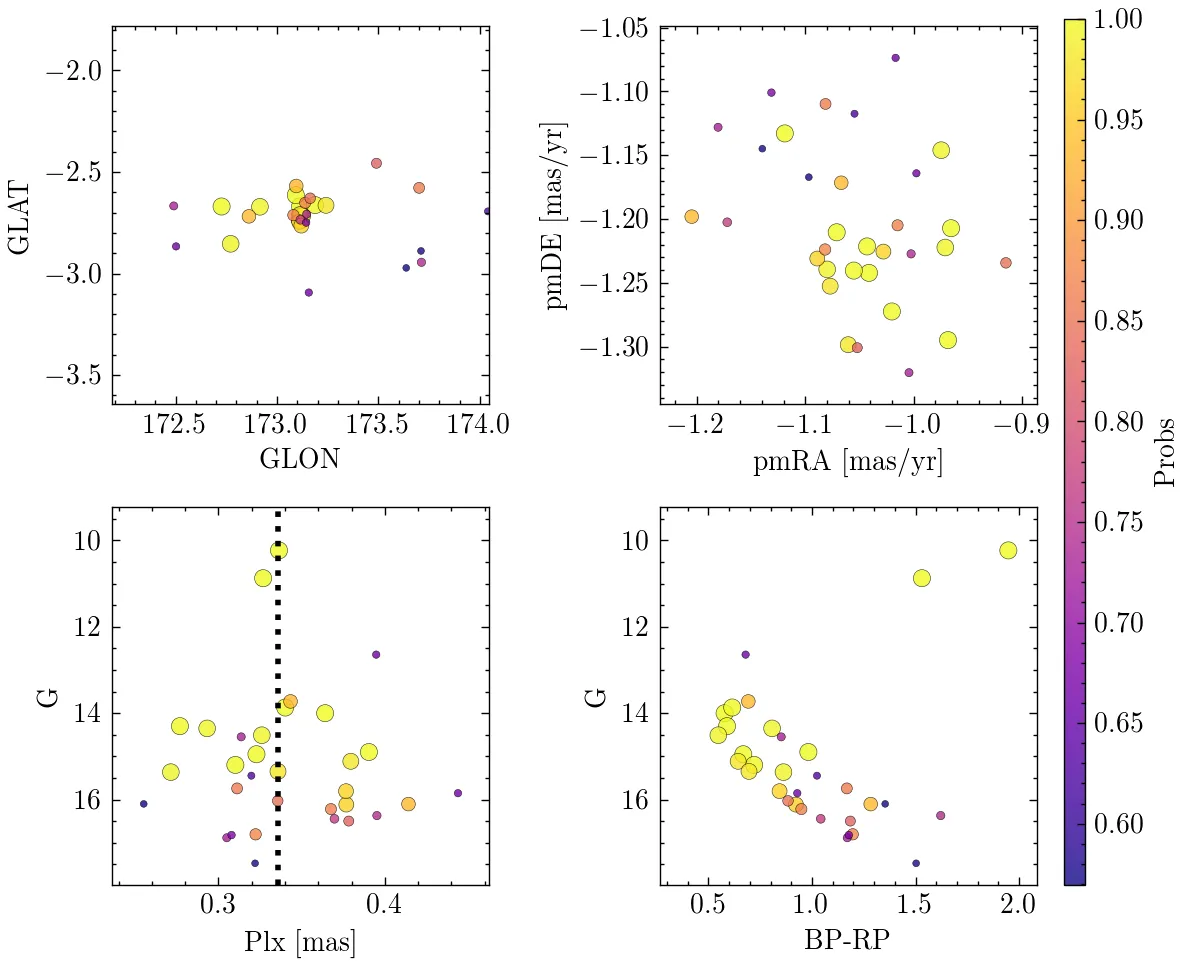 −2.0
−2.5
−3.0
−3.5
GLAT
172.5 173.0 173.5 174.0
GLON
−1.05
−1.10
−1.15
−1.20
−1.25
−1.30
pmDE [mas/yr]
−1.2 −1.1 −1.0 −0.9
pmRA [mas/yr]
1.00
0.95
0.90
0.85
0.80
0.75
0.70
0.65
0.60
Probs
10
12
14
16
G
0.3 0.4
Plx [mas]
10
12
14
16
G
0.5 1.0 1.5 2.0
BP-RP